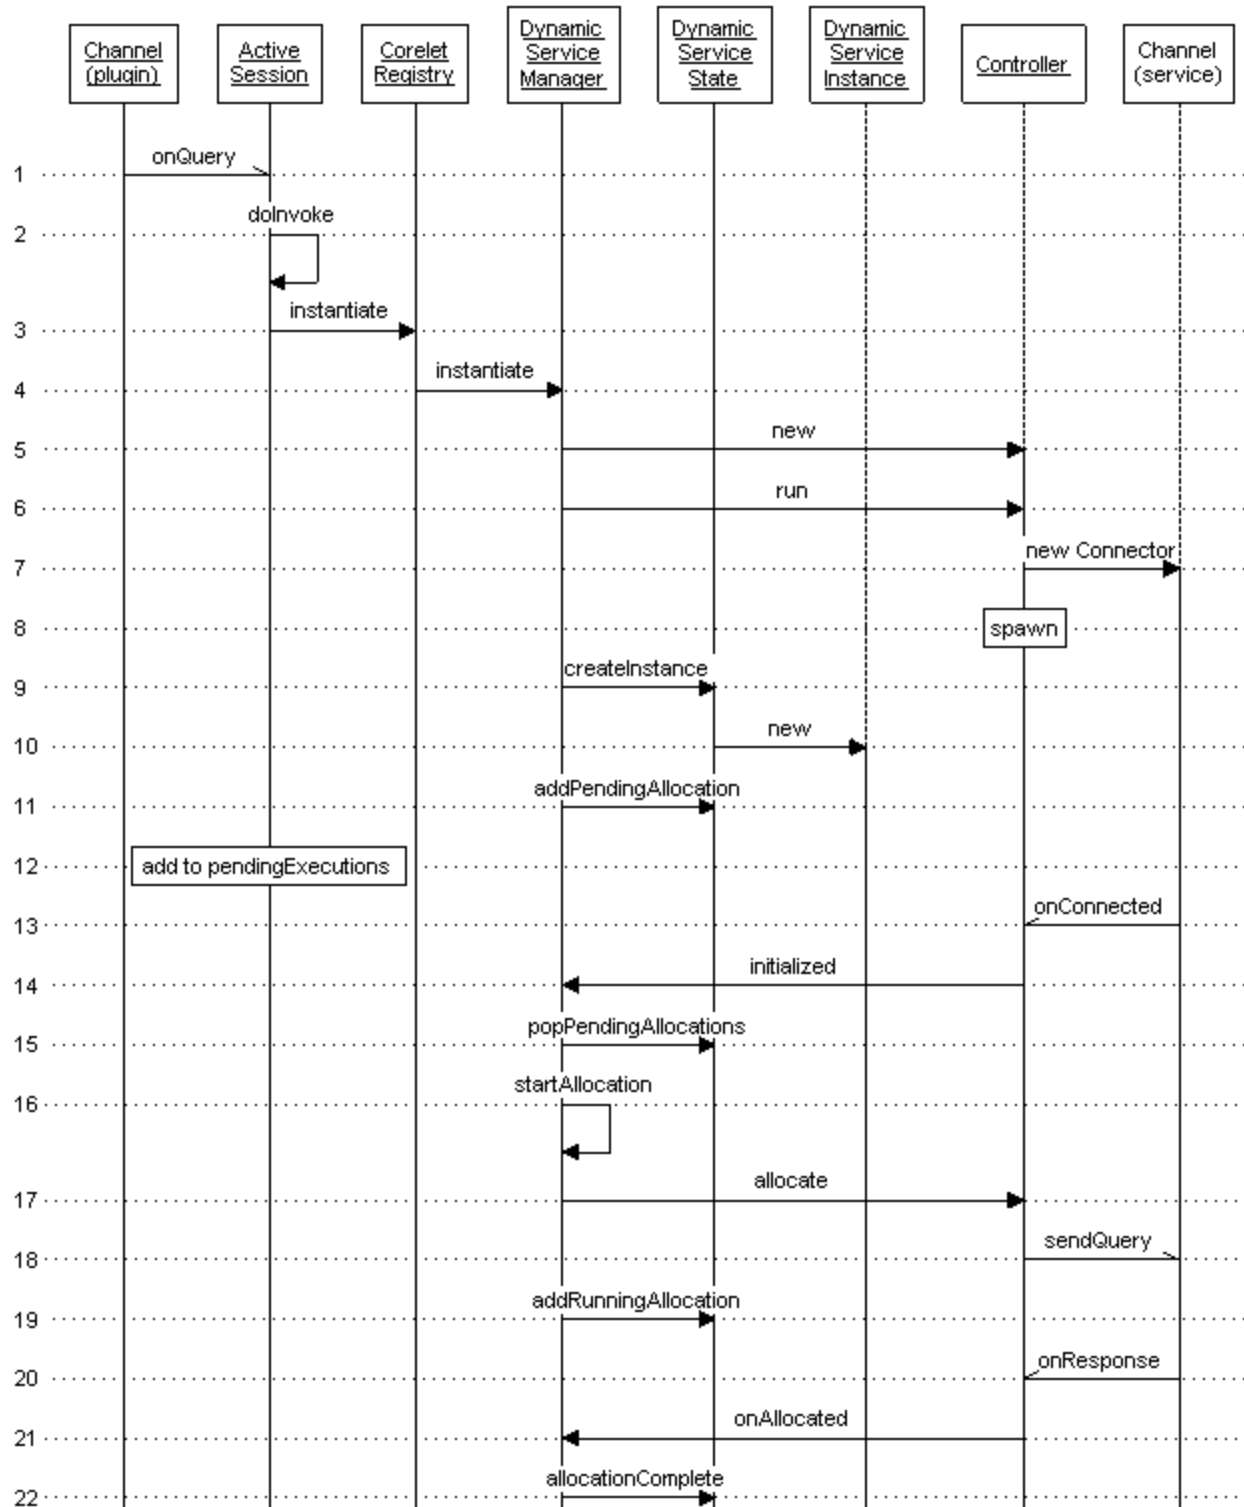 Channel
(plugin)
Active
Session
Corelet
Registry
Dynamic
Service
Manager
Dynamic
Service
State
Dynamic
Service
Instance
Controller
Channel
(service)
1
onQuery
2
doInvoke
3
instantiate
4
instantiate
5
new
6
run
7
new Connector
8
spawn
9
createInstance
10
new
11
addPendingAllocation
12
add to pendingExecutions
13
onConnected
14
initialized
15
popPendingAllocations
16
startAllocation
17
allocate
18
sendQuery
19
addRunningAllocation
20
onResponse
21
onAllocated
22
allocationComplete